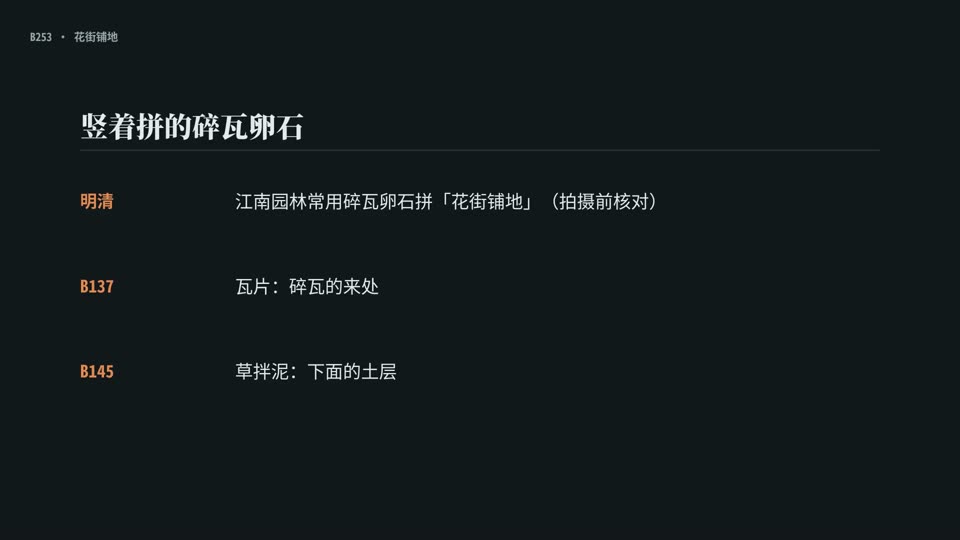 B253 • 花街铺地
竖着拼的碎瓦卵石
明清 江南园林常用碎瓦卵石拼「花街铺地」（拍摄前核对）
B137 瓦片：碎瓦的来处
B145 草拌泥：下面的土层